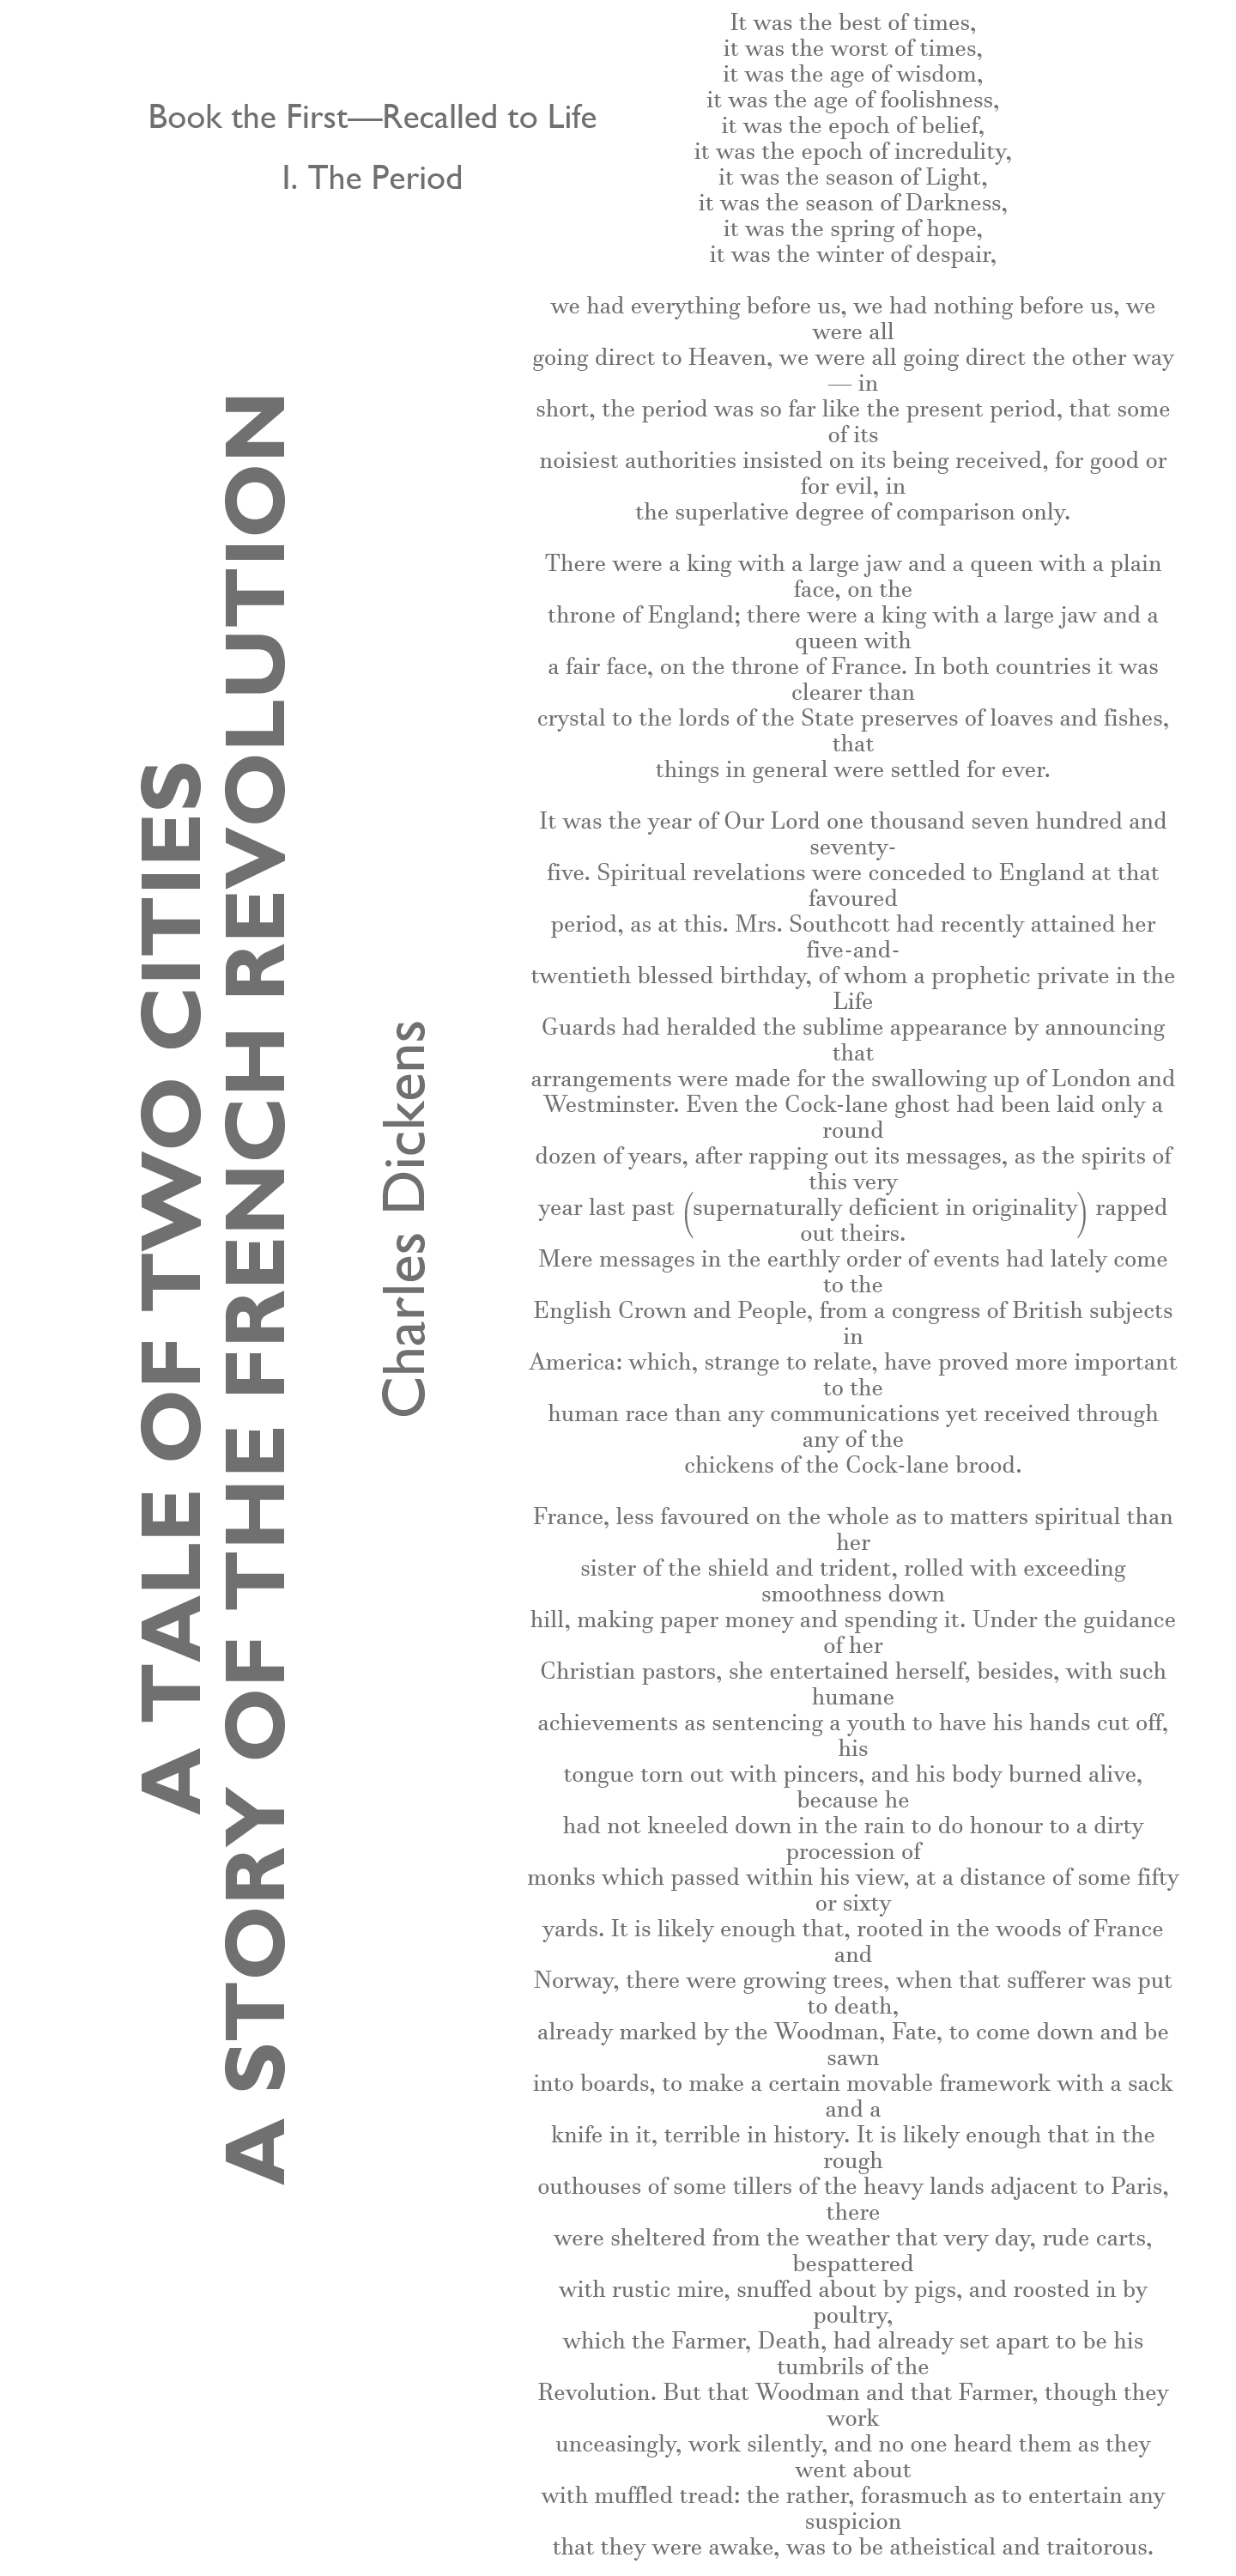 A TALE OF TWO CITIES
A STORY OF THE FRENCH REVOLUTION
Charles Dickens
Book the First—Recalled to Life
I. The Period
It was the best of times,
it was the worst of times,
it was the age of wisdom,
it was the age of foolishness,
it was the epoch of belief,
it was the epoch of incredulity,
it was the season of Light,
it was the season of Darkness,
it was the spring of hope,
it was the winter of despair,
we had everything before us, we had nothing before us, we
were all
going direct to Heaven, we were all going direct the other way
— in
short, the period was so far like the present period, that some
of its
noisiest authorities insisted on its being received, for good or
for evil, in
the superlative degree of comparison only.
There were a king with a large jaw and a queen with a plain
face, on the
throne of England; there were a king with a large jaw and a
queen with
a fair face, on the throne of France. In both countries it was
clearer than
crystal to the lords of the State preserves of loaves and fishes,
that
things in general were settled for ever.
It was the year of Our Lord one thousand seven hundred and
seventy-
five. Spiritual revelations were conceded to England at that
favoured
period, as at this. Mrs. Southcott had recently attained her
five-and-
twentieth blessed birthday, of whom a prophetic private in the
Life
Guards had heralded the sublime appearance by announcing
that
arrangements were made for the swallowing up of London and
Westminster. Even the Cock-lane ghost had been laid only a
round
dozen of years, after rapping out its messages, as the spirits of
this very
year last past (supernaturally deficient in originality) rapped
out theirs.
Mere messages in the earthly order of events had lately come
to the
English Crown and People, from a congress of British subjects
in
America: which, strange to relate, have proved more important
to the
human race than any communications yet received through
any of the
chickens of the Cock-lane brood.
France, less favoured on the whole as to matters spiritual than
her
sister of the shield and trident, rolled with exceeding
smoothness down
hill, making paper money and spending it. Under the guidance
of her
Christian pastors, she entertained herself, besides, with such
humane
achievements as sentencing a youth to have his hands cut off,
his
tongue torn out with pincers, and his body burned alive,
because he
had not kneeled down in the rain to do honour to a dirty
procession of
monks which passed within his view, at a distance of some fifty
or sixty
yards. It is likely enough that, rooted in the woods of France
and
Norway, there were growing trees, when that sufferer was put
to death,
already marked by the Woodman, Fate, to come down and be
sawn
into boards, to make a certain movable framework with a sack
and a
knife in it, terrible in history. It is likely enough that in the
rough
outhouses of some tillers of the heavy lands adjacent to Paris,
there
were sheltered from the weather that very day, rude carts,
bespattered
with rustic mire, snuffed about by pigs, and roosted in by
poultry,
which the Farmer, Death, had already set apart to be his
tumbrils of the
Revolution. But that Woodman and that Farmer, though they
work
unceasingly, work silently, and no one heard them as they
went about
with muffled tread: the rather, forasmuch as to entertain any
suspicion
that they were awake, was to be atheistical and traitorous.